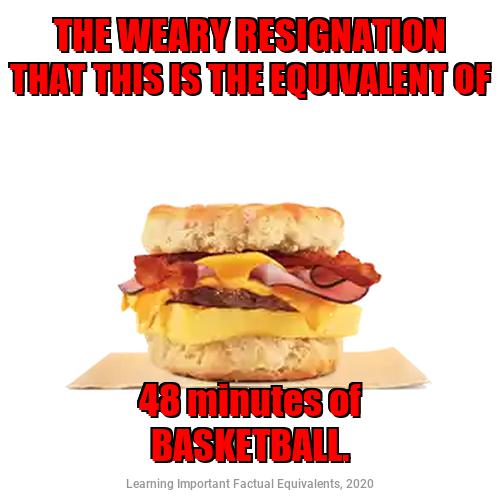 THE WEARY RESIGNATION
THAT THIS IS THE EQUIVALENT OF
48 minutes of
BASKETBALL.
Learning Important Factual Equivalents, 2020